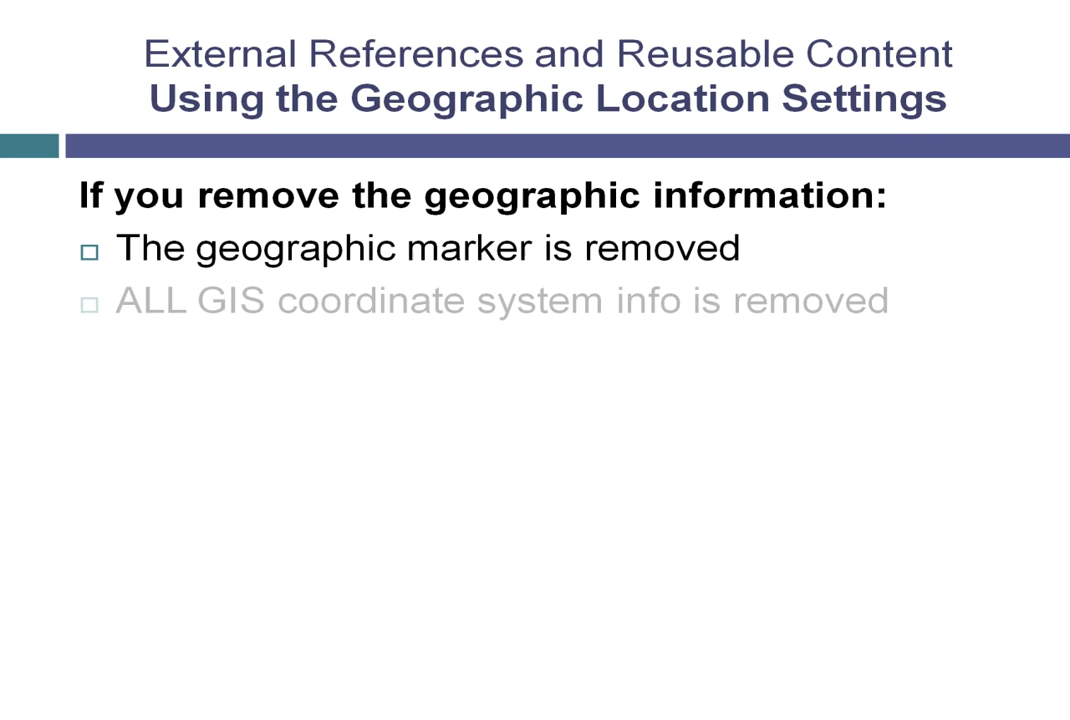 External References and Reusable Content
Using the Geographic Location Settings
If you remove the geographic information:
The geographic marker is removed
ALL GIS coordinate system info is removed